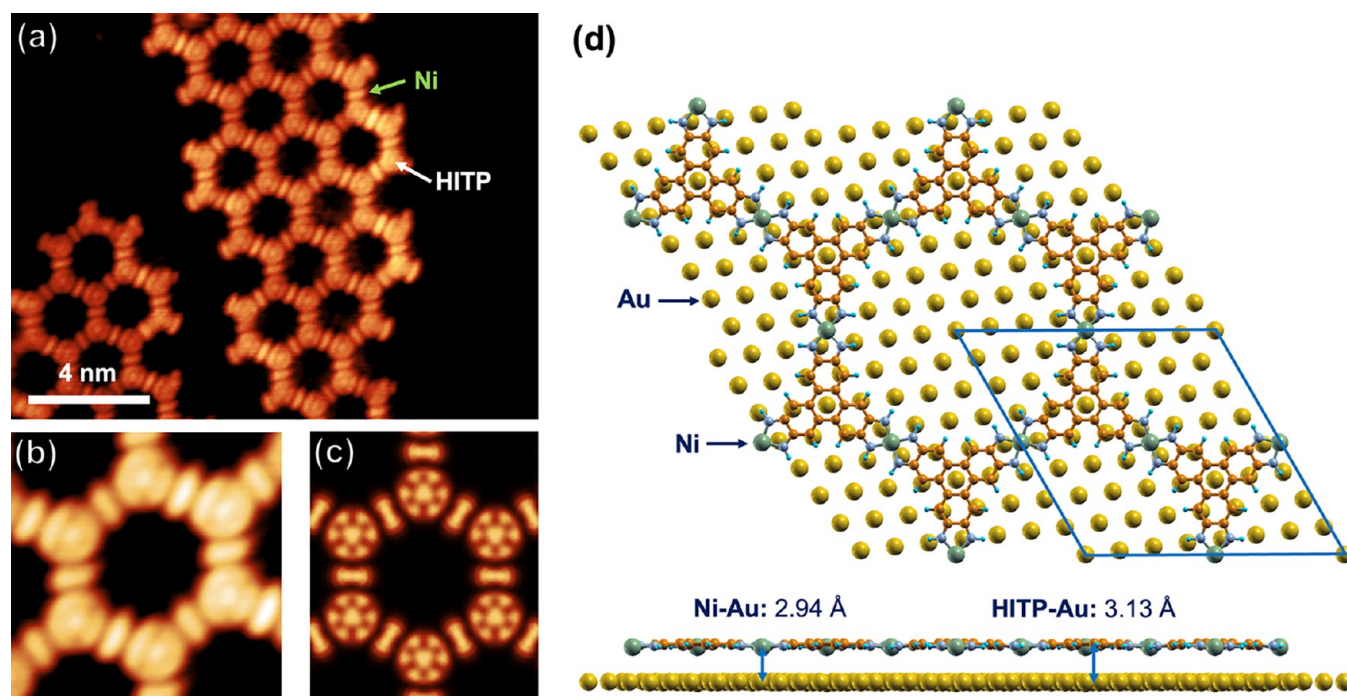 (a)
Ni
HITP
4 nm
(b)
(c)
(d)
Au
Ni
Ni-Au: 2.94 Å
HITP-Au: 3.13 Å